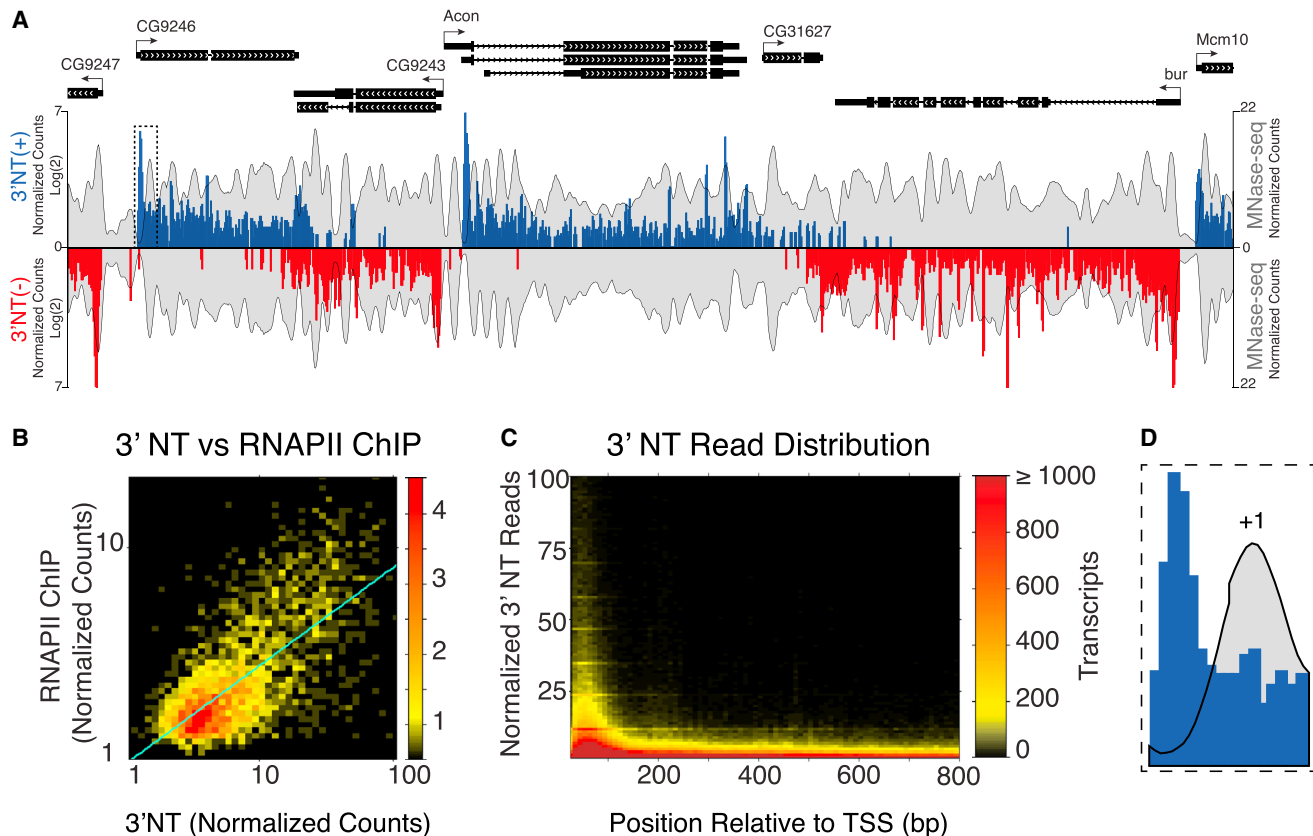 A
CG9246
CG9247
Acon
CG9243
CG31627
Mcm10
bur
7
0
7
3'NT(+)
Normalized Counts
Log(2)
3'NT(-)
Normalized Counts
Log(2)
22
0
22
MNase-seq
Normalized Counts
MNase-seq
Normalized Counts
B
3' NT vs RNAPII ChIP
RNAPII ChIP
(Normalized Counts)
10
1
1 10 100
3'NT (Normalized Counts)
4
3
2
1
C
3' NT Read Distribution
Normalized 3' NT Reads
100
75
50
25
200 400 600 800
Position Relative to TSS (bp)
≥ 1000
800
600
400
200
0
Transcripts
D
+1